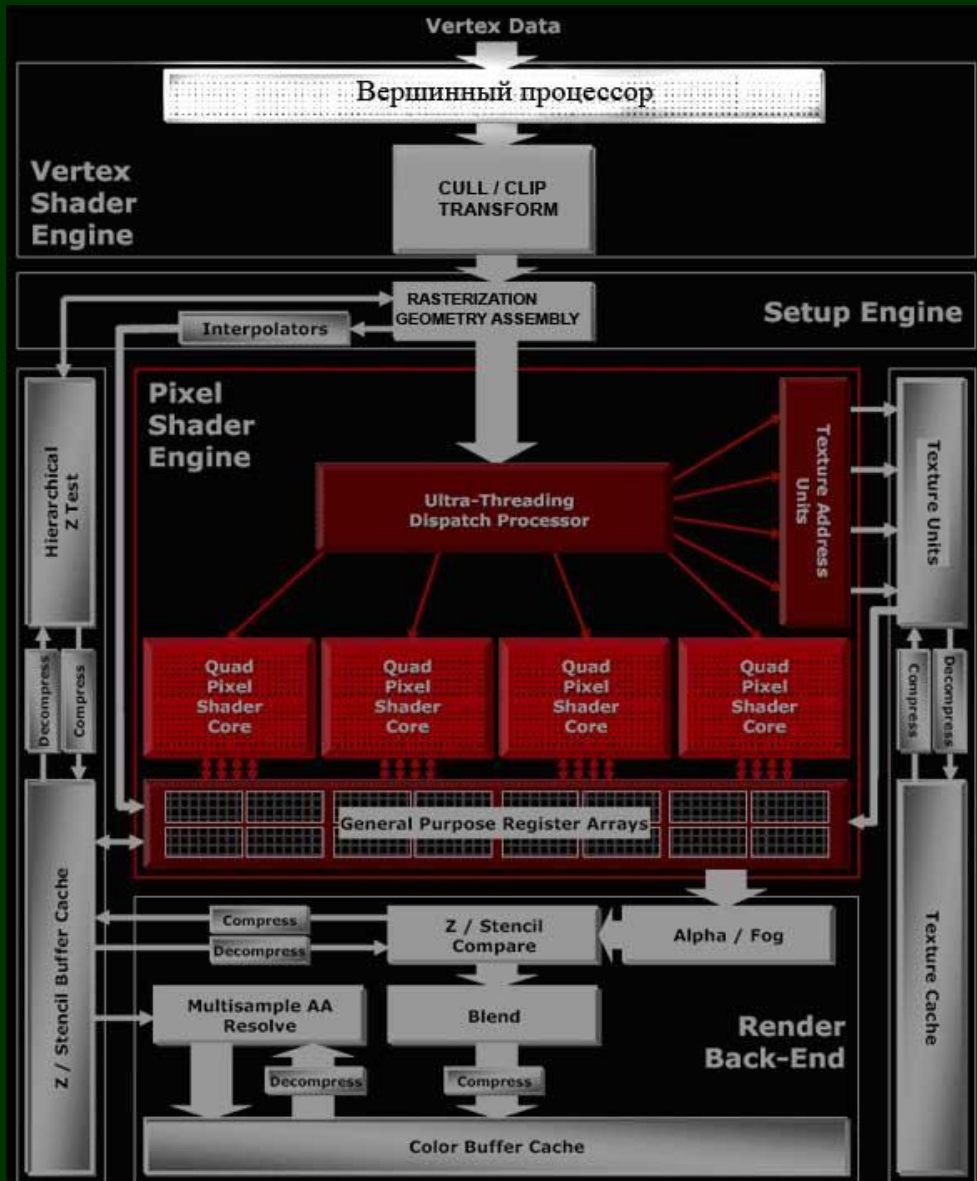 Vertex Data
Вершинный процессор
Vertex
Shader
Engine
CULL / CLIP
TRANSFORM
RASTERIZATION
GEOMETRY ASSEMBLY
Interpolators
Setup Engine
Pixel
Shader
Engine
Hierarchical
Z Test
Ultra-Threading
Dispatch Processor
Texture Address
Units
Texture Units
Decompress
Compress
Quad
Pixel
Shader
Core
Quad
Pixel
Shader
Core
Quad
Pixel
Shader
Core
Quad
Pixel
Shader
Core
Compress
Decompress
General Purpose Register Arrays
Z / Stencil Buffer Cache
Compress
Decompress
Z / Stencil
Compare
Alpha / Fog
Texture Cache
Multisample AA
Resolve
Blend
Render
Back-End
Decompress
Compress
Color Buffer Cache